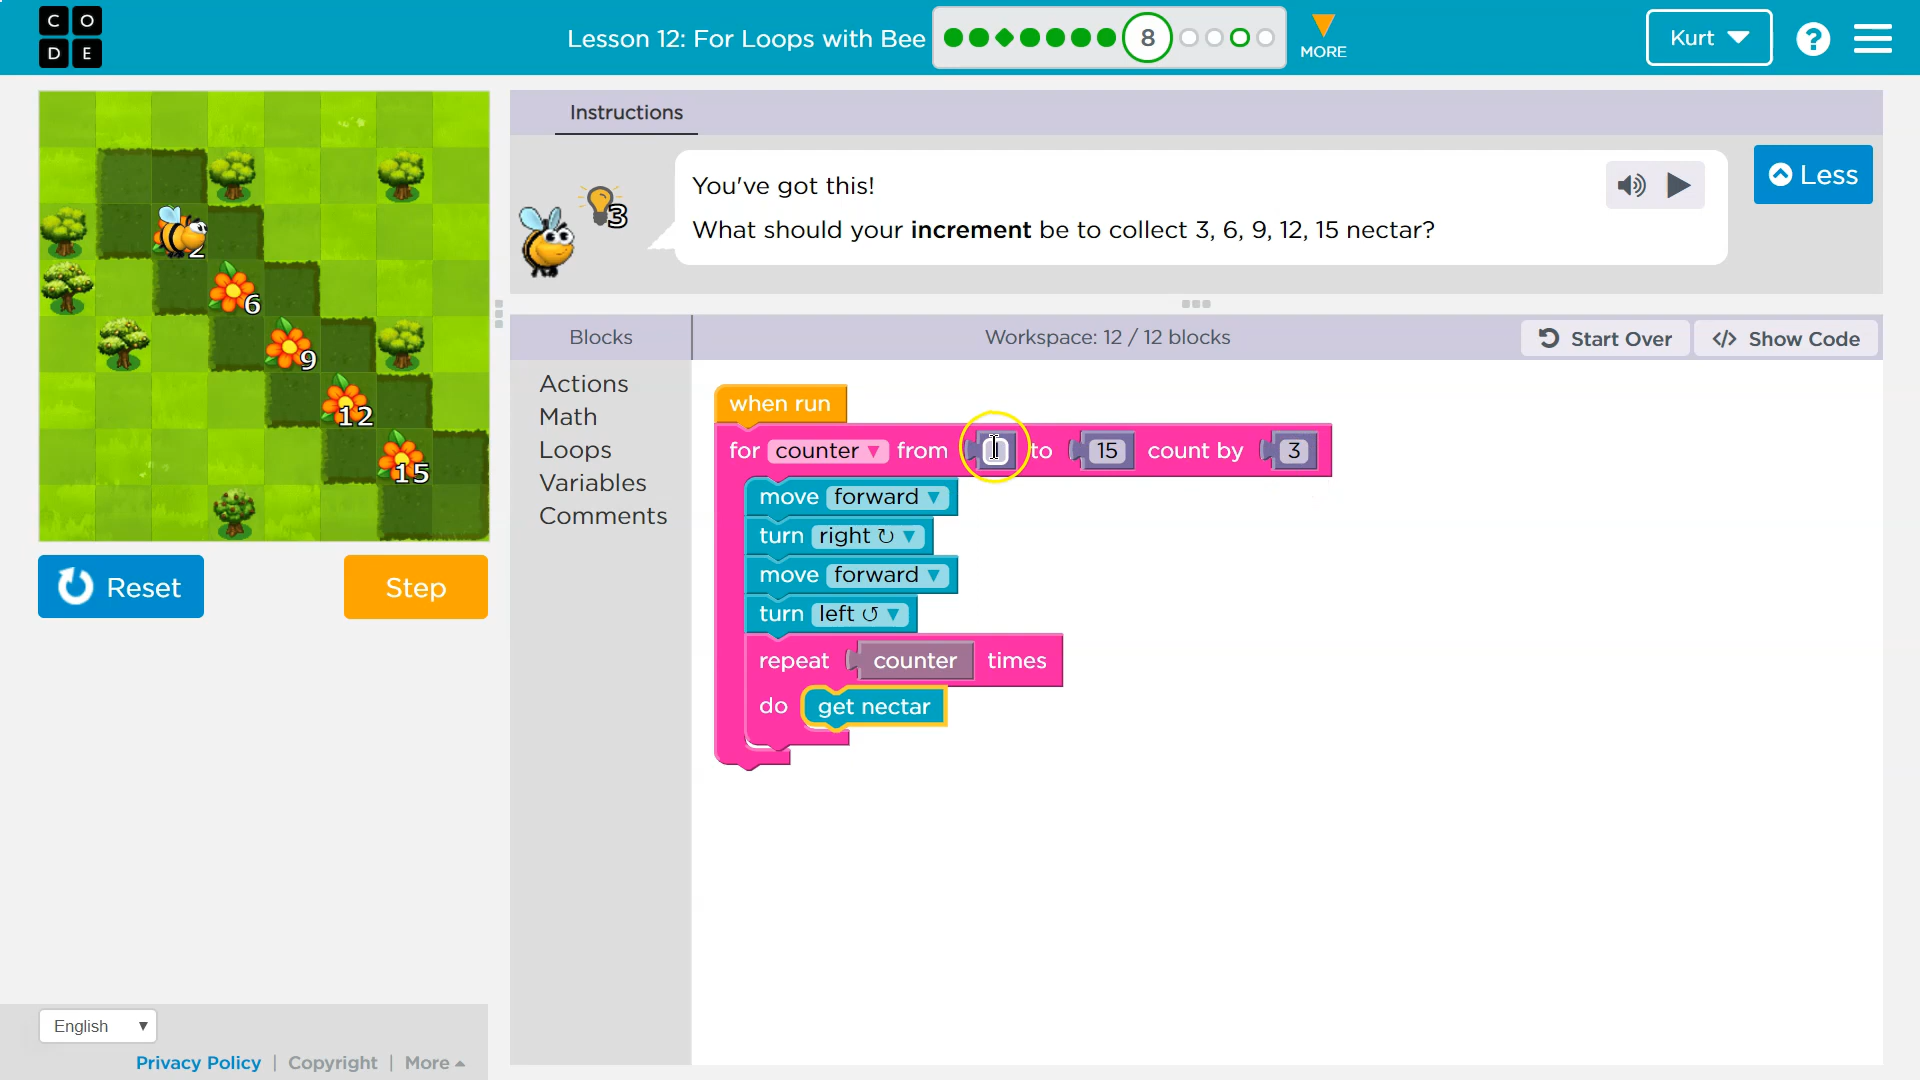 C O
D E
Lesson 12: For Loops with Bee
8
MORE
Kurt
?
Instructions
3
You've got this!
What should your increment be to collect 3, 6, 9, 12, 15 nectar?
Less
2
6
9
12
15
Reset
Step
Blocks
Workspace: 12 / 12 blocks
Start Over
</> Show Code
Actions
Math
Loops
Variables
Comments
when run
for counter from 1 to 15 count by 3
move forward
turn right ↻
move forward
turn left ↺
repeat counter times
do get nectar
English
Privacy Policy | Copyright | More